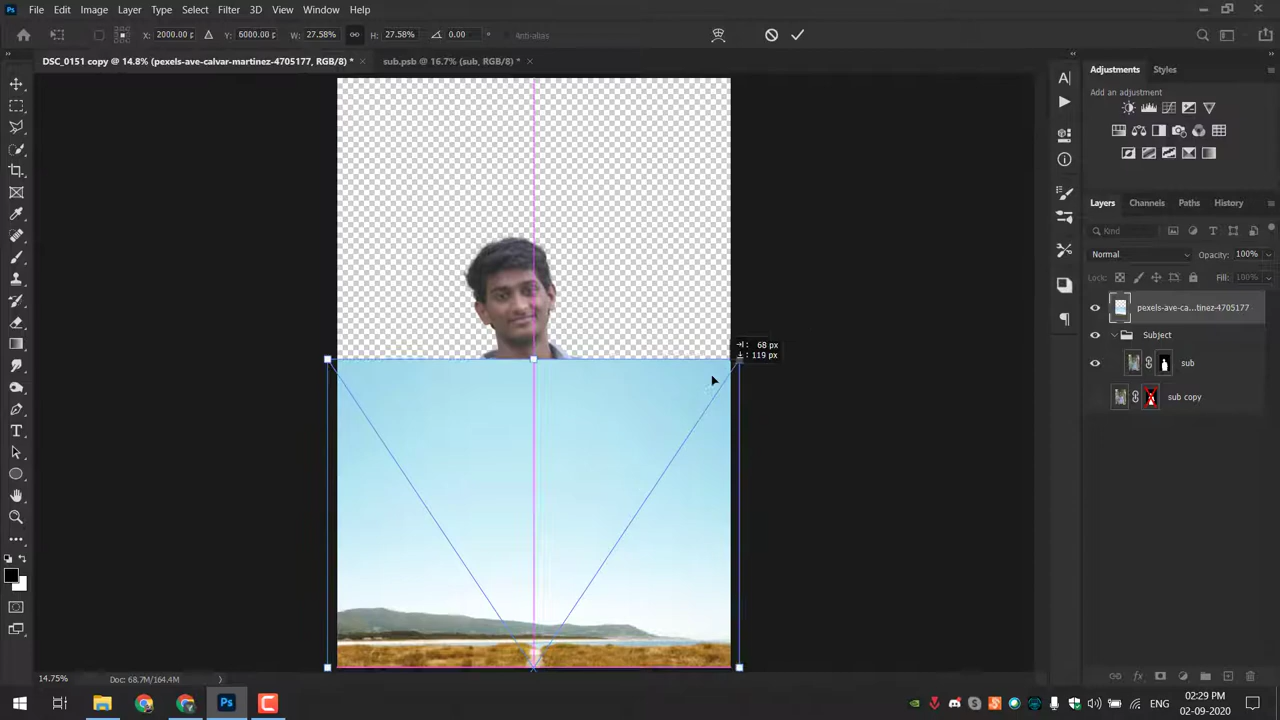 File Edit Image Layer Type Select Filter 3D View Window Help
X: 2000.00 p: Y: 6000.00 p: W: 27.58% H: 27.58% 0.00 ° Anti-alias
DSC_0151 copy @ 14.8% (pexels-ave-calvar-martinez-4705177, RGB/8) * × sub.psb @ 16.7% (sub, RGB/8) * ×
Adjustments Styles
Add an adjustment
Layers Channels Paths History
Kind
Normal Opacity: 100%
Lock: Fill: 100%
pexels-ave-ca...tinez-4705177
Subject
68 px
119 px
sub
sub copy
14.75% Doc: 68.7M/164.4M
02:29 PM
02-09-2020